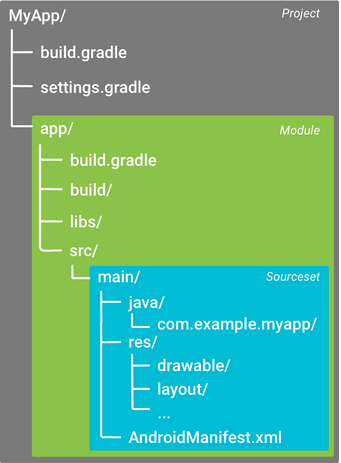 MyApp/ Project
build.gradle
settings.gradle
app/ Module
build.gradle
build/
libs/
src/
main/ Sourceset
java/
com.example.myapp/
res/
drawable/
layout/
...
AndroidManifest.xml